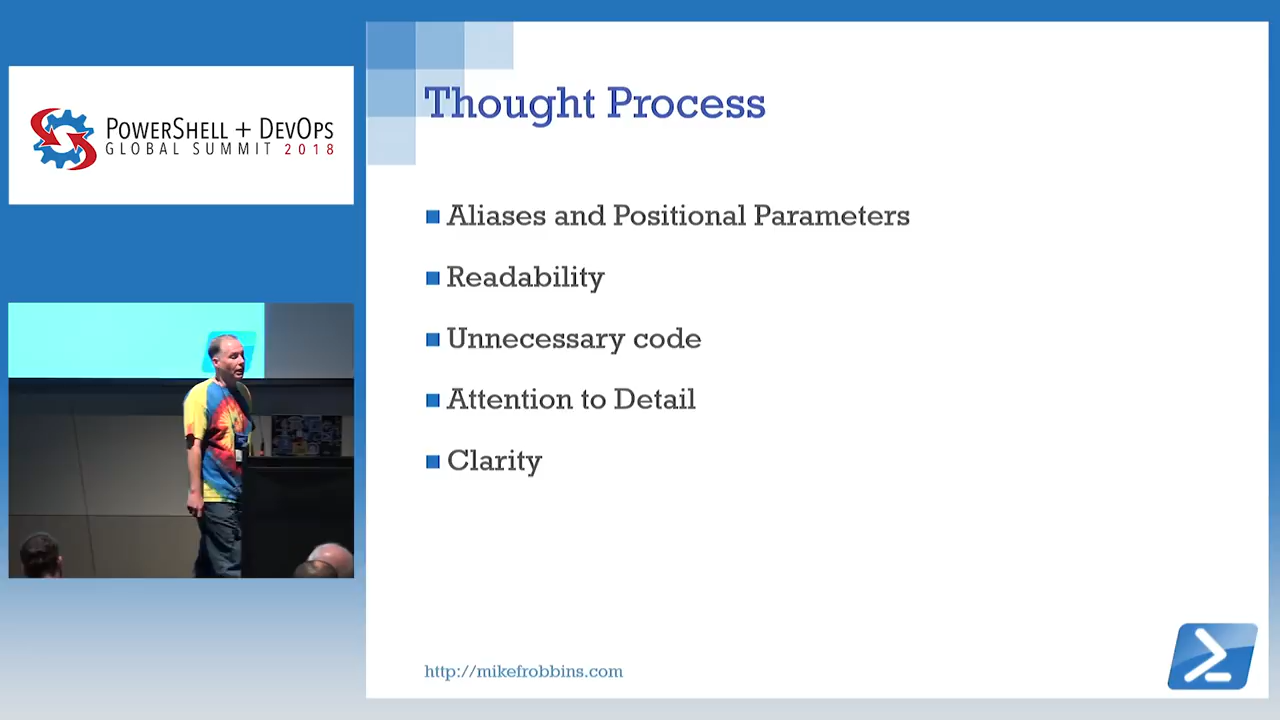 POWERSHELL + DEVOPS
GLOBAL SUMMIT 2018
Thought Process
Aliases and Positional Parameters
Readability
Unnecessary code
Attention to Detail
Clarity
http://mikefrobbins.com